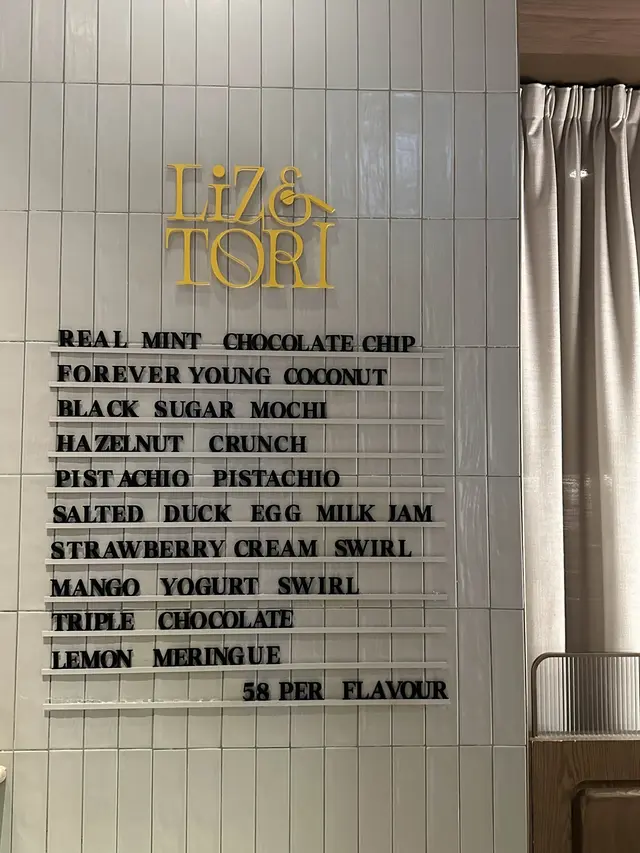 LiZ&
TORI
REAL MINT CHOCOLATE CHIP
FOREVER YOUNG COCONUT
BLACK SUGAR MOCHI
HAZELNUT CRUNCH
PISTACHIO PISTACHIO
SALTED DUCK EGG MILK JAM
STRAWBERRY CREAM SWIRL
MANGO YOGURT SWIRL
TRIPLE CHOCOLATE
LEMON MERINGUE
58 PER FLAVOUR